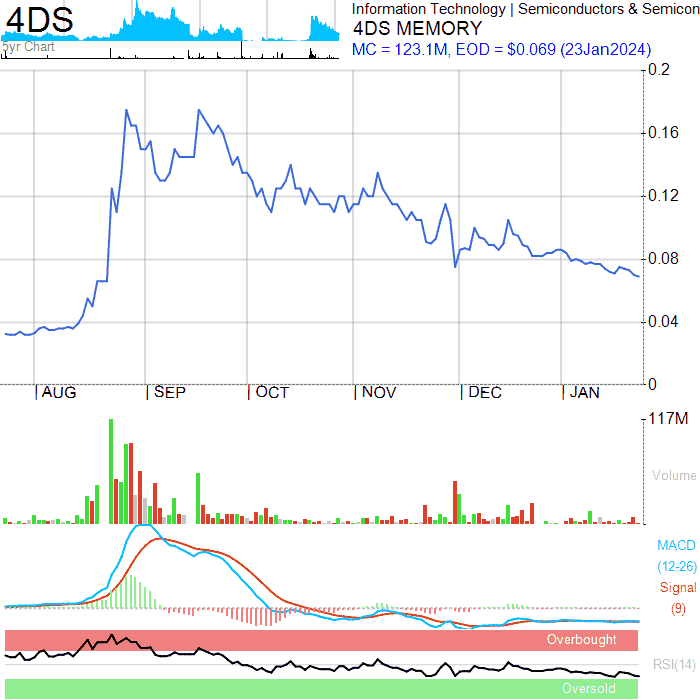 4DS
Information Technology | Semiconductors & Semicon
4DS MEMORY
5yr Chart
MC = 123.1M, EOD = $0.069 (23Jan2024)
0.2
0.16
0.12
0.08
0.04
0
AUG
SEP
OCT
NOV
DEC
JAN
117M
Volume
MACD
(12-26)
Signal
(9)
Overbought
RSI(14)
Oversold